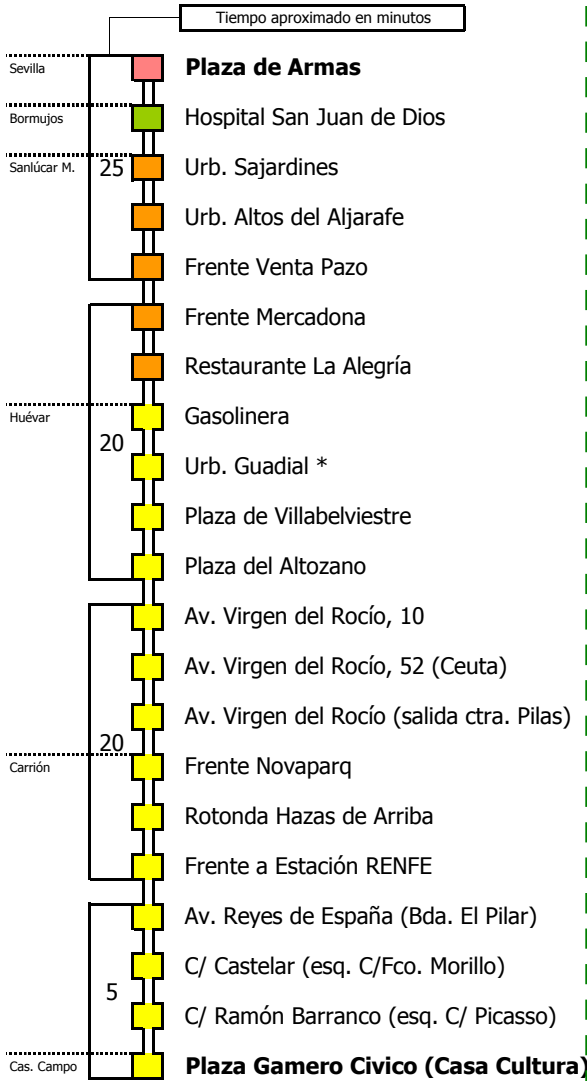 Tiempo aproximado en minutos
Sevilla
Plaza de Armas
Bormujos
Hospital San Juan de Dios
Sanlúcar M.
25
Urb. Sajardines
Urb. Altos del Aljarafe
Frente Venta Pazo
Frente Mercadona
Restaurante La Alegría
Huévar
Gasolinera
20
Urb. Guadial *
Plaza de Villabelviestre
Plaza del Altozano
Av. Virgen del Rocío, 10
Av. Virgen del Rocío, 52 (Ceuta)
Av. Virgen del Rocío (salida ctra. Pilas)
20
Carrión
Frente Novaparq
Rotonda Hazas de Arriba
Frente a Estación RENFE
Av. Reyes de España (Bda. El Pilar)
C/ Castelar (esq. C/Fco. Morillo)
5
C/ Ramón Barranco (esq. C/ Picasso)
Cas. Campo
Plaza Gamero Civico (Casa Cultura)